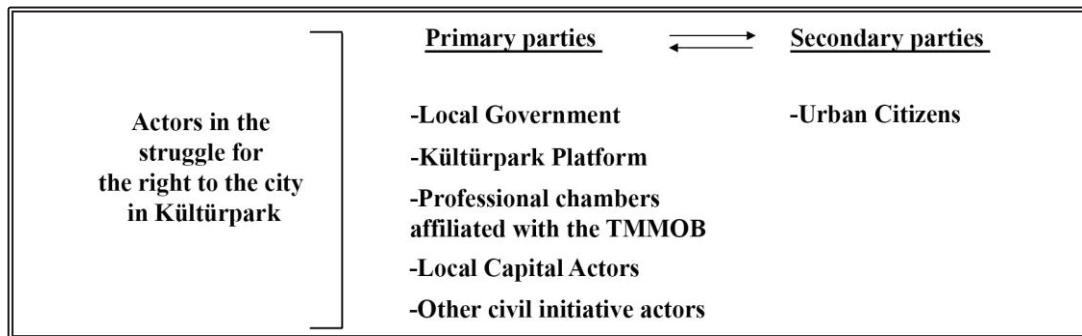 Actors in the
struggle for
the right to the city
in Kültürpark
Primary parties
-Local Government
-Kültürpark Platform
-Professional chambers
affiliated with the TMMOB
-Local Capital Actors
-Other civil initiative actors
Secondary parties
-Urban Citizens